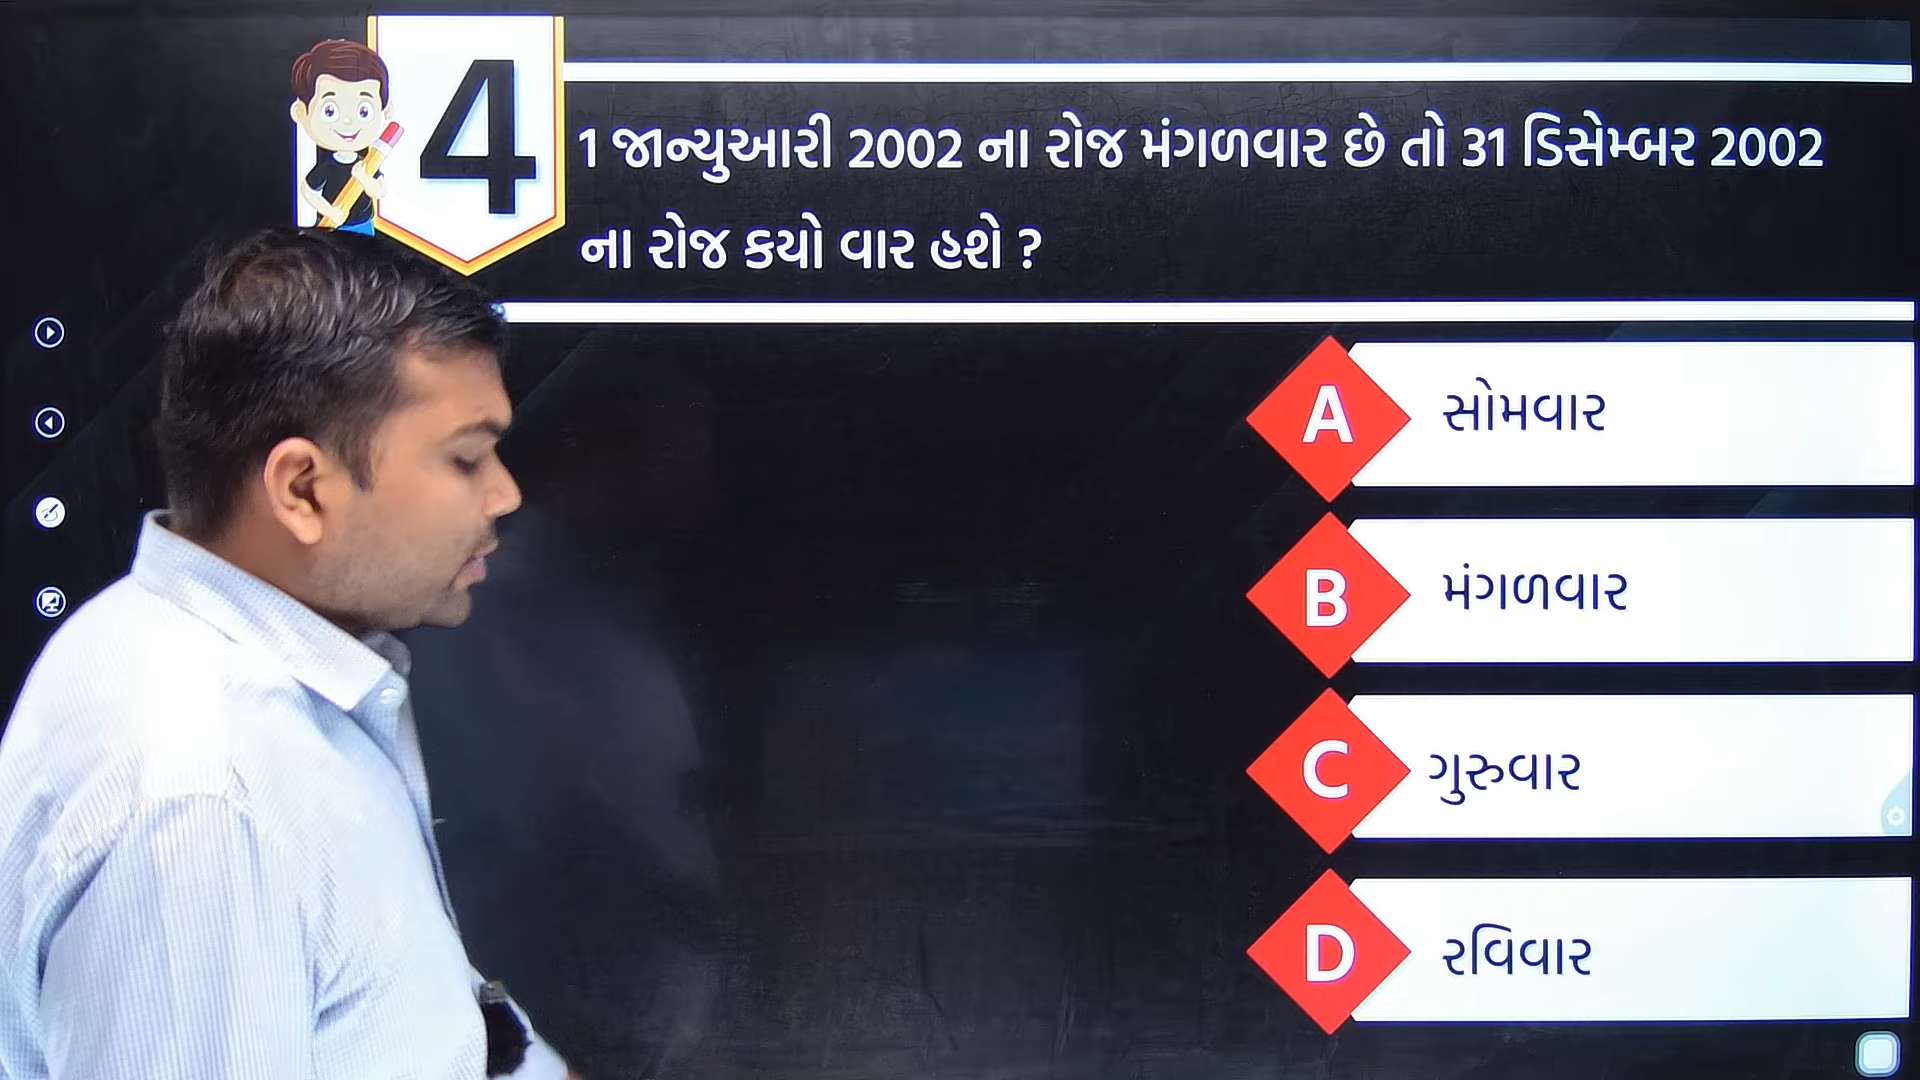 4
1 જાન્યુઆરી 2002 ના રોજ મંગળવાર છે તો 31 ડિસેમ્બર 2002
ના રોજ કયો વાર હશે ?
A સોમવાર
B મંગળવાર
C ગુરુવાર
D રવિવાર